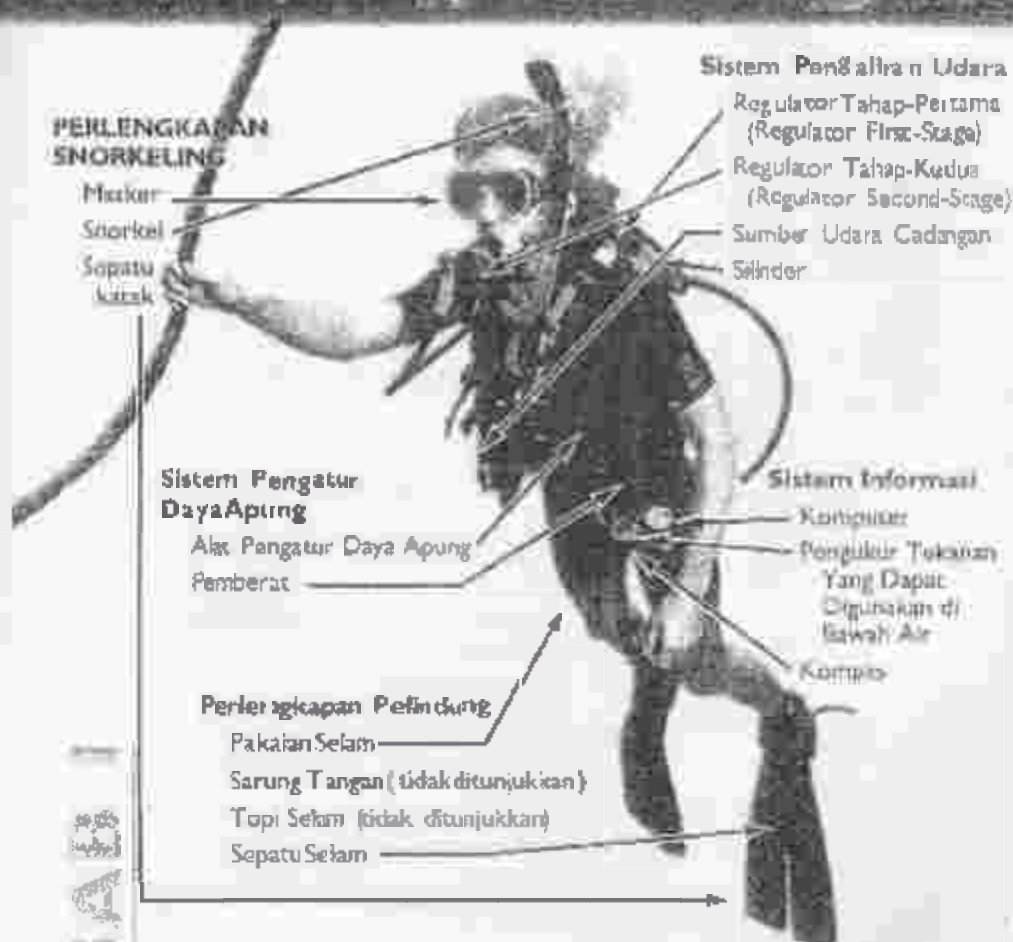 PERLENGKAPAN
SNORKELING
Masker
Snorkel
Sepatu
katak
Sistem Pengaliran Udara
Regulator Tahap-Pertama
(Regulator First-Stage)
Regulator Tahap-Kedua
(Regulator Second-Stage)
Sumber Udara Cadangan
Silinder
Sistem Pengatur
Daya Apung
Alat Pengatur Daya Apung
Pemberat
Sistem Informasi
Komputer
Pengukur Tekanan
Yang Dapat
Digunakan di
Bawah Air
Kompas
Perlengkapan Pelindung
Pakaian Selam
Sarung Tangan (tidak ditunjukkan)
Topi Selam (tidak ditunjukkan)
Sepatu Selam